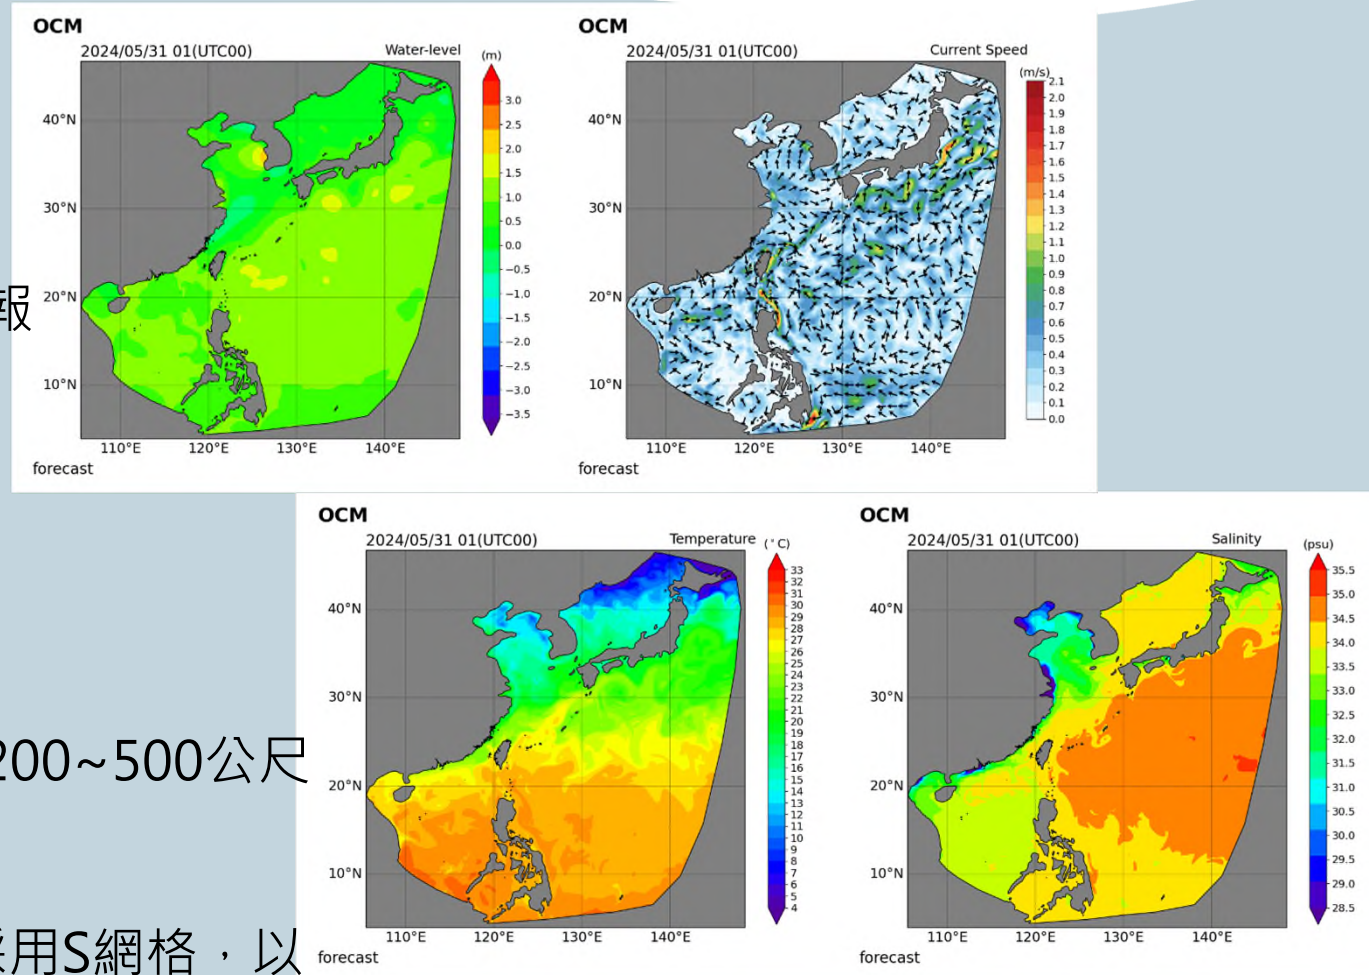 OCM
2024/05/31 01(UTC00) Water-level
(m)
3.0
2.5
2.0
1.5
1.0
0.5
0.0
−0.5
−1.0
−1.5
−2.0
−2.5
−3.0
−3.5
40°N
30°N
20°N
10°N
110°E 120°E 130°E 140°E
forecast
OCM
2024/05/31 01(UTC00) Current Speed
(m/s)
2.1
2.0
1.9
1.8
1.7
1.6
1.5
1.4
1.3
1.2
1.1
1.0
0.9
0.8
0.7
0.6
0.5
0.4
0.3
0.2
0.1
0.0
40°N
30°N
20°N
10°N
110°E 120°E 130°E 140°E
forecast
報
OCM
2024/05/31 01(UTC00) Temperature
(°C)
33
32
31
30
29
28
27
26
25
24
23
22
21
20
19
18
17
16
15
14
13
12
11
10
9
8
7
6
5
4
40°N
30°N
20°N
10°N
110°E 120°E 130°E 140°E
forecast
OCM
2024/05/31 01(UTC00) Salinity
(psu)
35.5
35.0
34.5
34.0
33.5
33.0
32.5
32.0
31.5
31.0
30.5
30.0
29.5
29.0
28.5
40°N
30°N
20°N
10°N
110°E 120°E 130°E 140°E
forecast
200~500公尺
採用S網格，以